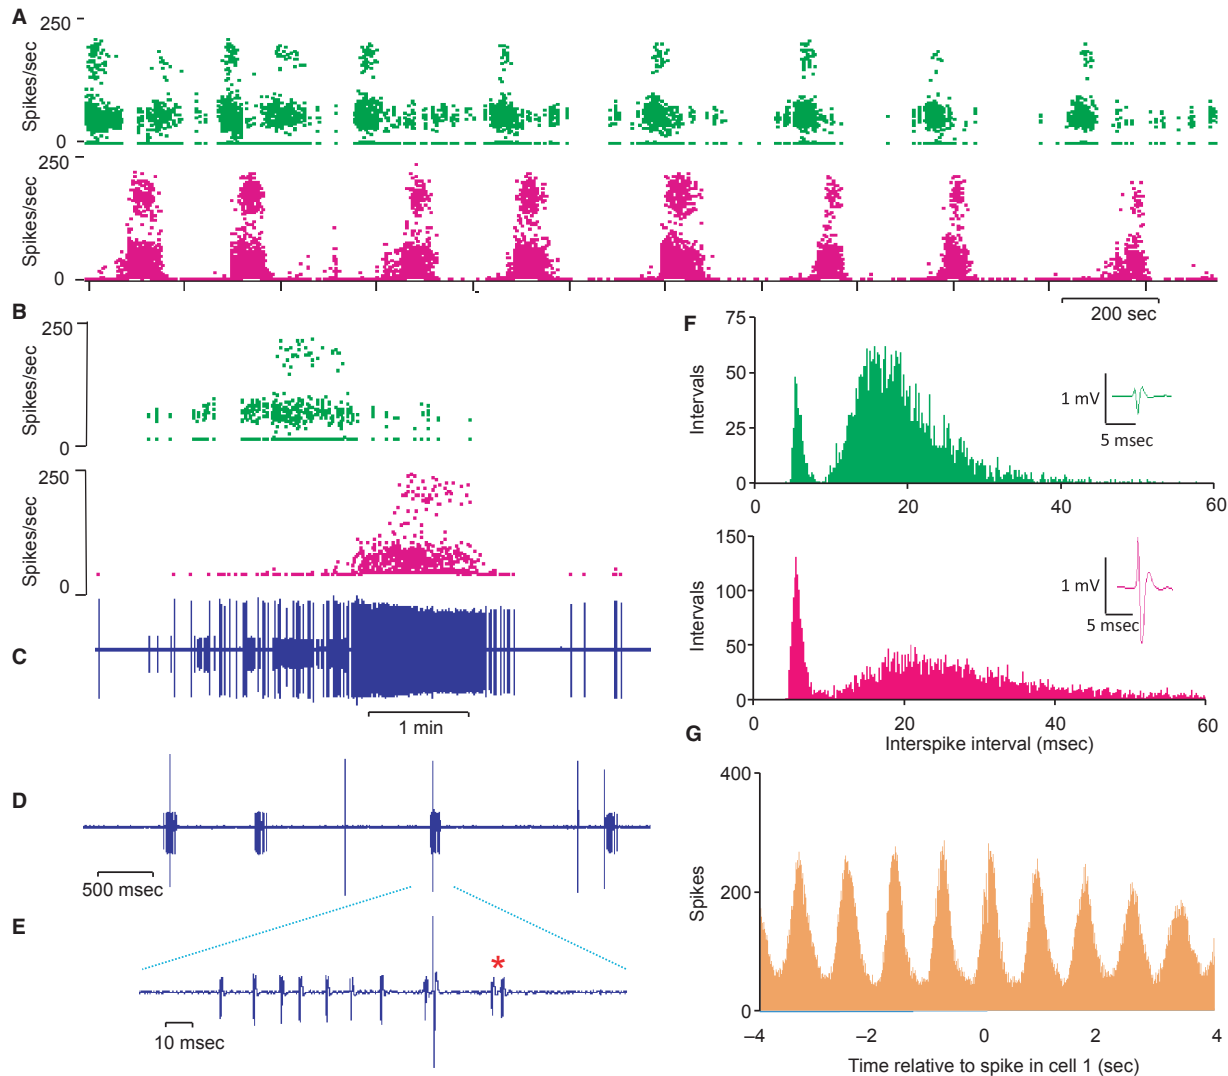 A
250
Spikes/sec
0
250
Spikes/sec
0
200 sec
B
250
Spikes/sec
0
250
Spikes/sec
0
C
1 min
D
500 msec
E
*
10 msec
F
75
50
25
0
Intervals
1 mV
5 msec
0
20
40
60
150
100
50
0
Intervals
1 mV
5 msec
0
20
40
60
Interspike interval (msec)
G
400
200
0
Spikes
–4
–2
0
2
4
Time relative to spike in cell 1 (sec)